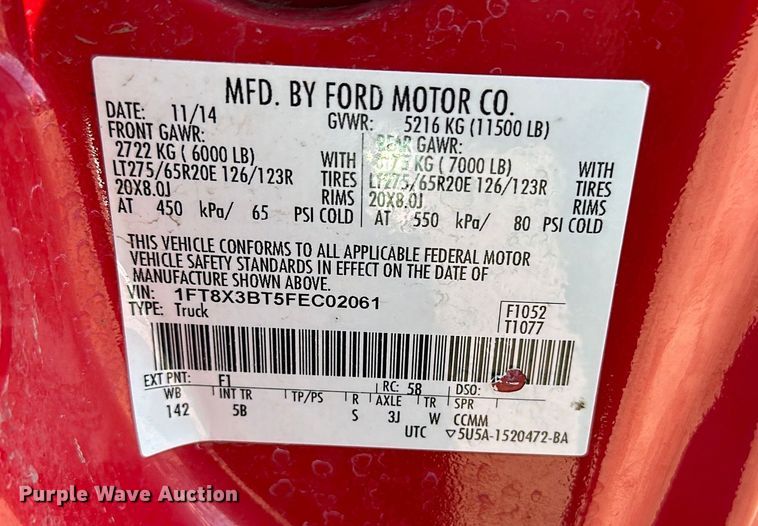 MFD. BY FORD MOTOR CO.
DATE: 11/14 GVWR: 5216 KG (11500 LB)
FRONT GAWR: REAR GAWR:
2722 KG ( 6000 LB) WITH KG ( 7000 LB) WITH
LT275/65R20E 126/123R TIRES LT275/65R20E 126/123R TIRES
20X8.0J RIMS 20X8.0J RIMS
AT 450 kPa/ 65 PSI COLD AT 550 kPa/ 80 PSI COLD
THIS VEHICLE CONFORMS TO ALL APPLICABLE FEDERAL MOTOR
VEHICLE SAFETY STANDARDS IN EFFECT ON THE DATE OF
MANUFACTURE SHOWN ABOVE.
VIN: 1FT8X3BT5FEC02061 F1052
TYPE: Truck T1077
EXT PNT: F1 RC: 58 DSO:
WB INT TR TP/PS R AXLE TR SPR
142 5B S 3J W CCMM
UTC ▽5U5A-1520472-BA
Purple Wave Auction